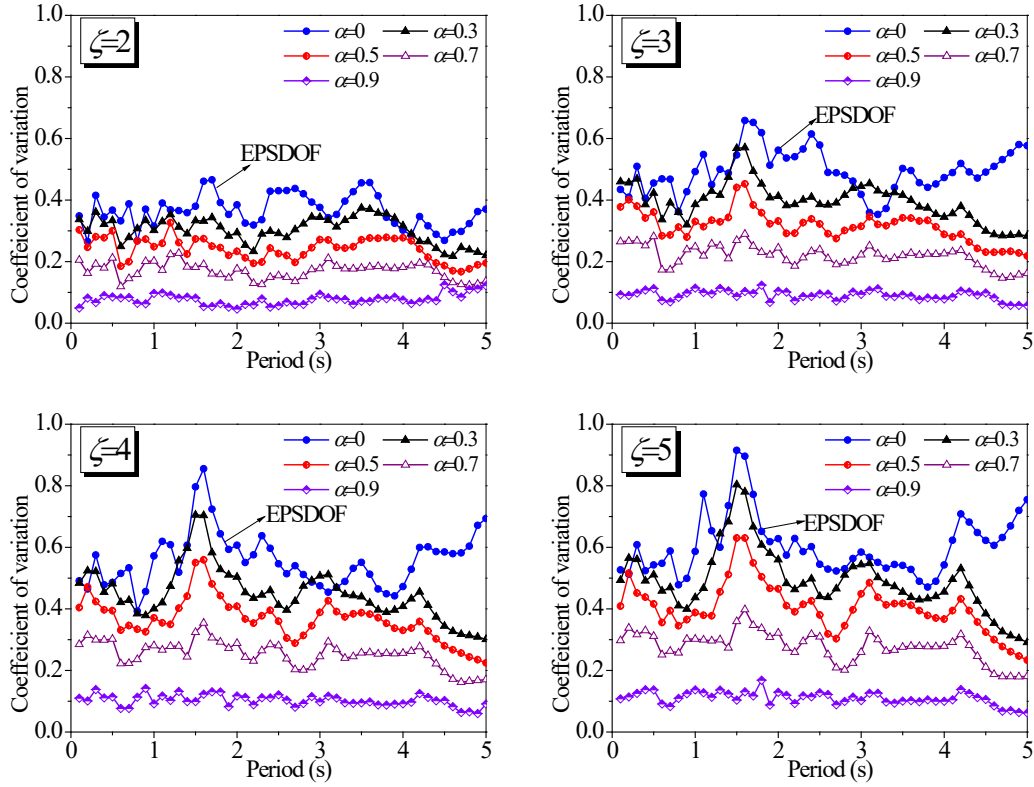 1.0
0.8
0.6
0.4
0.2
0.0
Coeffeicient of variation
ζ=2
α=0
α=0.3
α=0.5
α=0.7
α=0.9
EPSDOF
0 1 2 3 4 5
Period (s)
1.0
0.8
0.6
0.4
0.2
0.0
Coeffeicient of variation
ζ=3
α=0
α=0.3
α=0.5
α=0.7
α=0.9
EPSDOF
0 1 2 3 4 5
Period (s)
1.0
0.8
0.6
0.4
0.2
0.0
Coeffeicient of variation
ζ=4
α=0
α=0.3
α=0.5
α=0.7
α=0.9
EPSDOF
0 1 2 3 4 5
Period (s)
1.0
0.8
0.6
0.4
0.2
0.0
Coeffeicient of variation
ζ=5
α=0
α=0.3
α=0.5
α=0.7
α=0.9
EPSDOF
0 1 2 3 4 5
Period (s)